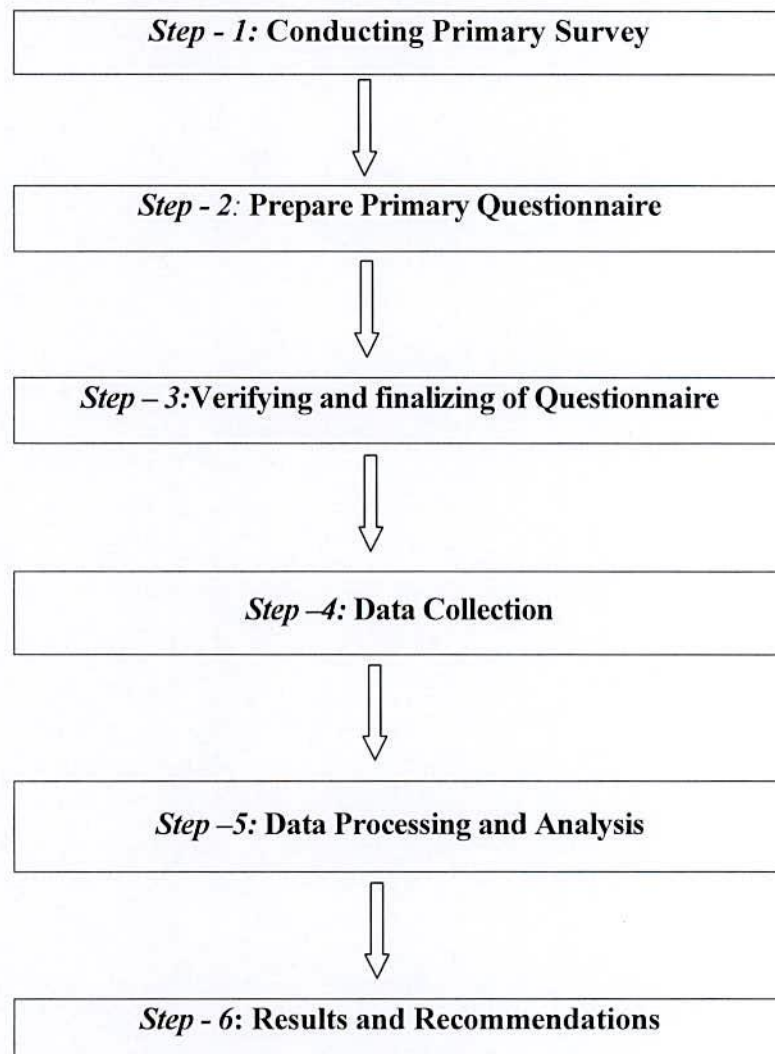 Step - 1: Conducting Primary Survey
Step - 2: Prepare Primary Questionnaire
Step – 3:Verifying and finalizing of Questionnaire
Step –4: Data Collection
Step –5: Data Processing and Analysis
Step - 6: Results and Recommendations